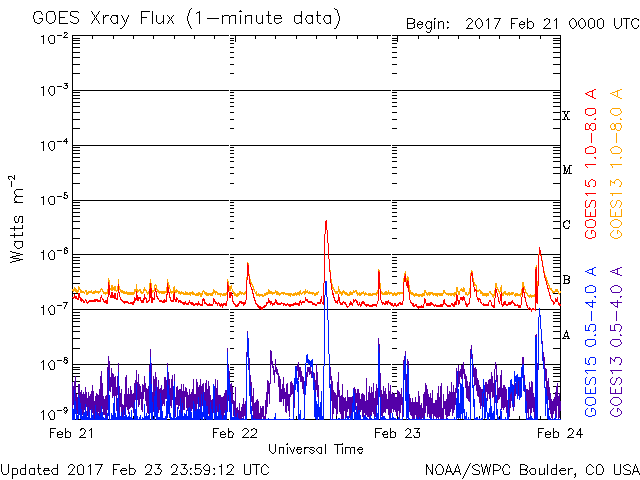 GOES Xray Flux (1-minute data)
Begin: 2017 Feb 21 0000 UTC
10-2
10-3
10-4
10-5
10-6
10-7
10-8
10-9
Watts m-2
X
M
C
B
A
GOES15 1.0-8.0 A
GOES13 1.0-8.0 A
GOES15 0.5-4.0 A
GOES13 0.5-4.0 A
Feb 21
Feb 22
Feb 23
Feb 24
Universal Time
Updated 2017 Feb 23 23:59:12 UTC
NOAA/SWPC Boulder, CO USA